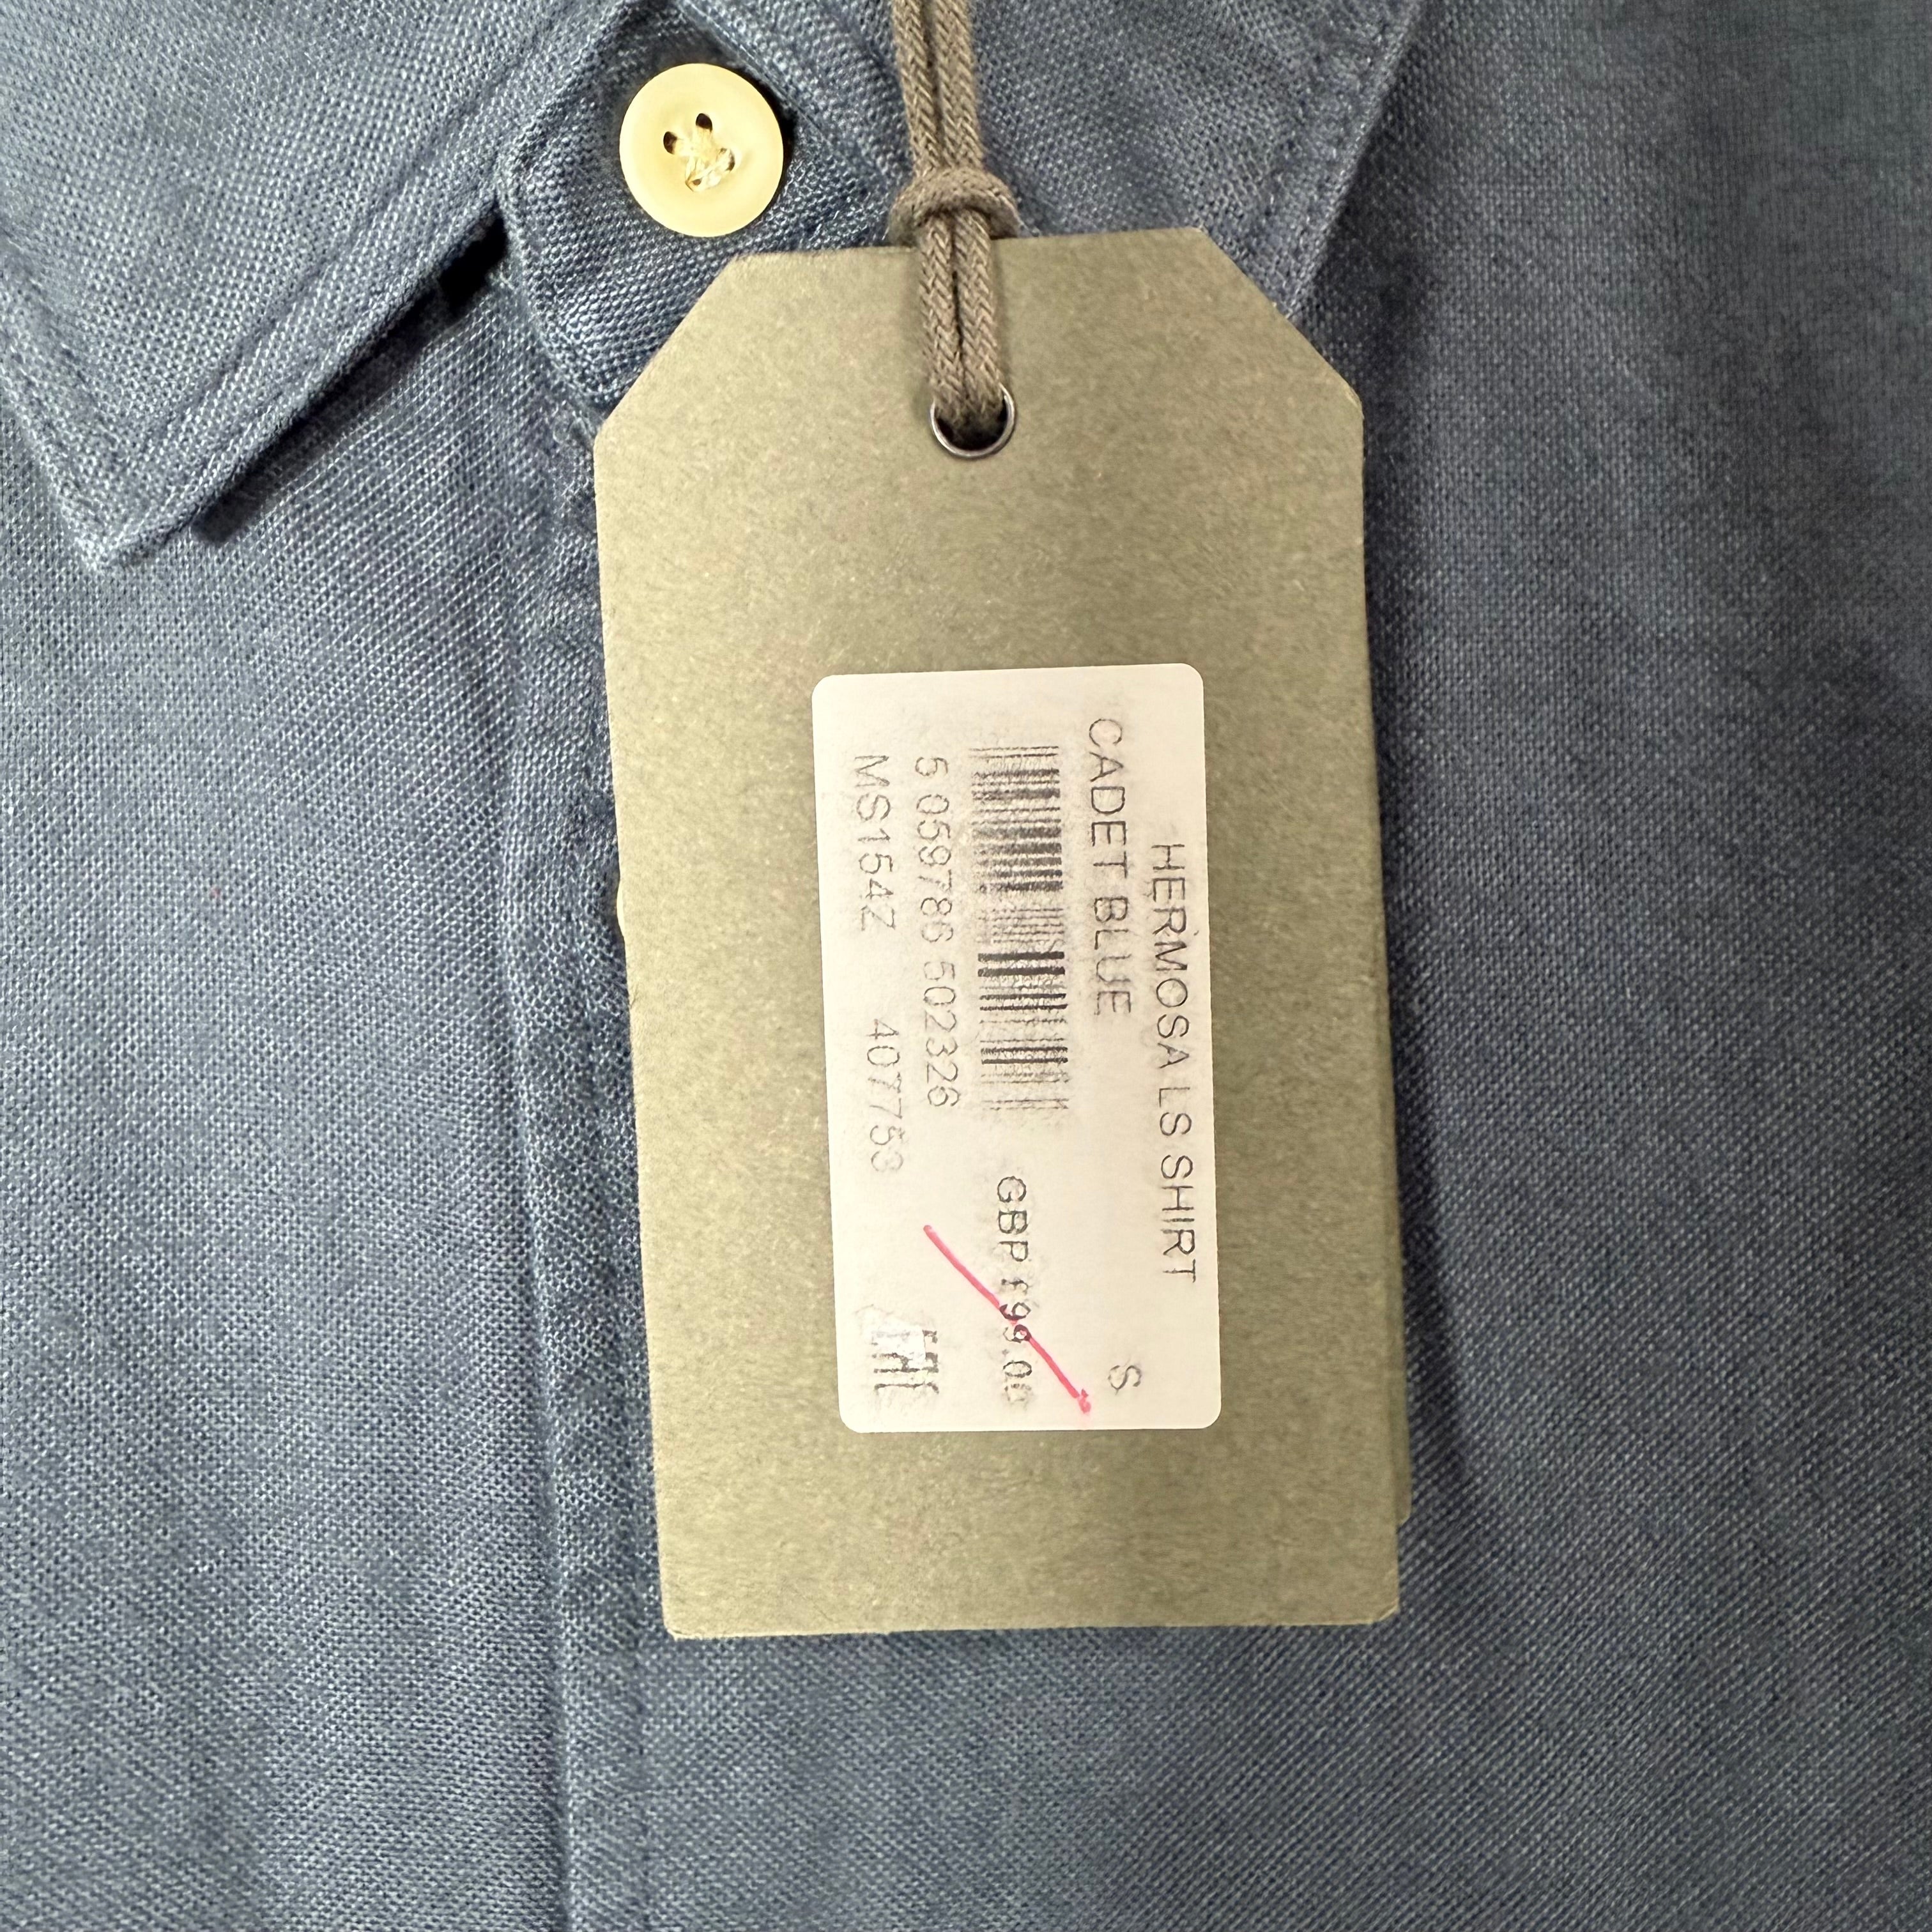 HERMOSA LS SHIRT
CADET BLUE S
GBP £99.00
5 059786 502326
MS154Z 407753